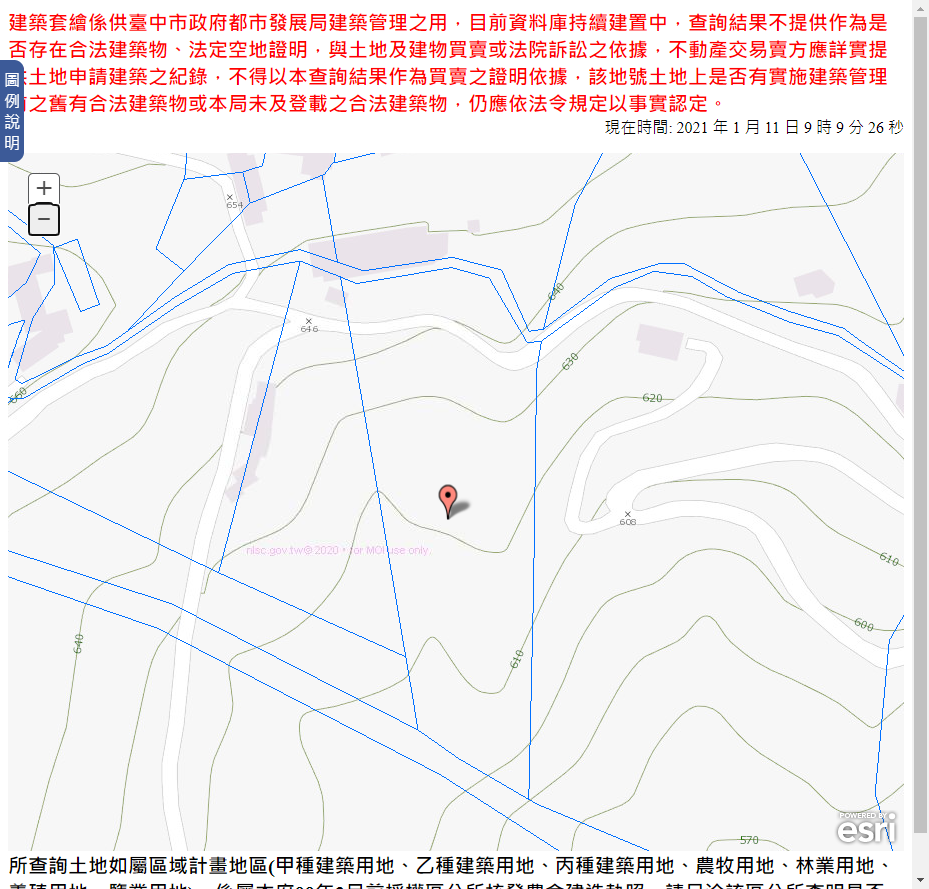 建築套繪係供臺中市政府都市發展局建築管理之用，目前資料庫持續建置中，查詢結果不提供作為是
否存在合法建築物、法定空地證明，與土地及建物買賣或法院訴訟之依據，不動產交易賣方應詳實提
土地申請建築之紀錄，不得以本查詢結果作為買賣之證明依據，該地號土地上是否有實施建築管理
之舊有合法建築物或本局未及登載之合法建築物，仍應依法令規定以事實認定。
圖例說明
現在時間: 2021 年 1 月 11 日 9 時 9 分 26 秒
+
−
654
640
646
630
660
620
608
nlsc.gov.tw© 2020 • for MOI use only.
610
600
640
610
POWERED BY
esri
570
所查詢土地如屬區域計畫地區(甲種建築用地、乙種建築用地、丙種建築用地、農牧用地、林業用地、